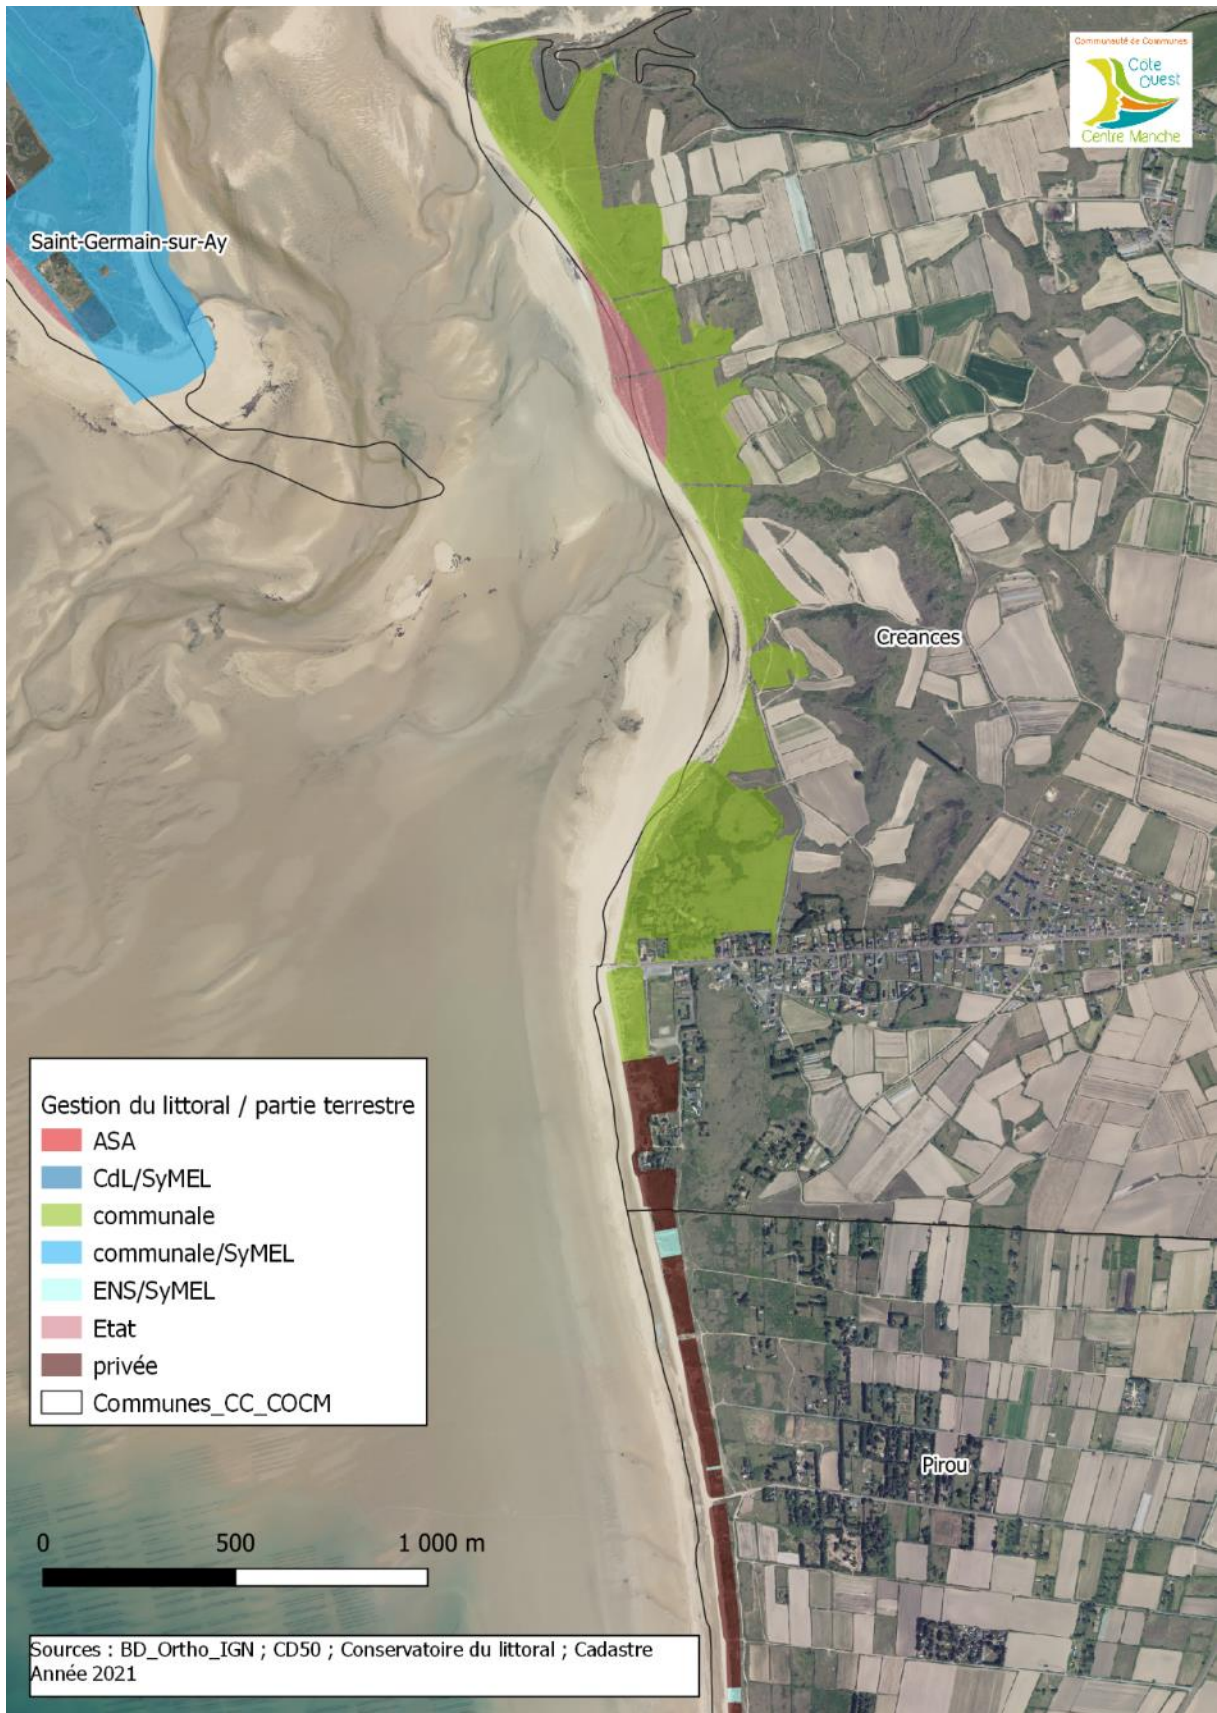 Communauté de Communes
Côte
Ouest
Centre Manche
Saint-Germain-sur-Ay
Creances
Gestion du littoral / partie terrestre
ASA
CdL/SyMEL
communale
communale/SyMEL
ENS/SyMEL
Etat
privée
Communes_CC_COCM
Pirou
0 500 1 000 m
Sources : BD_Ortho_IGN ; CD50 ; Conservatoire du littoral ; Cadastre
Année 2021